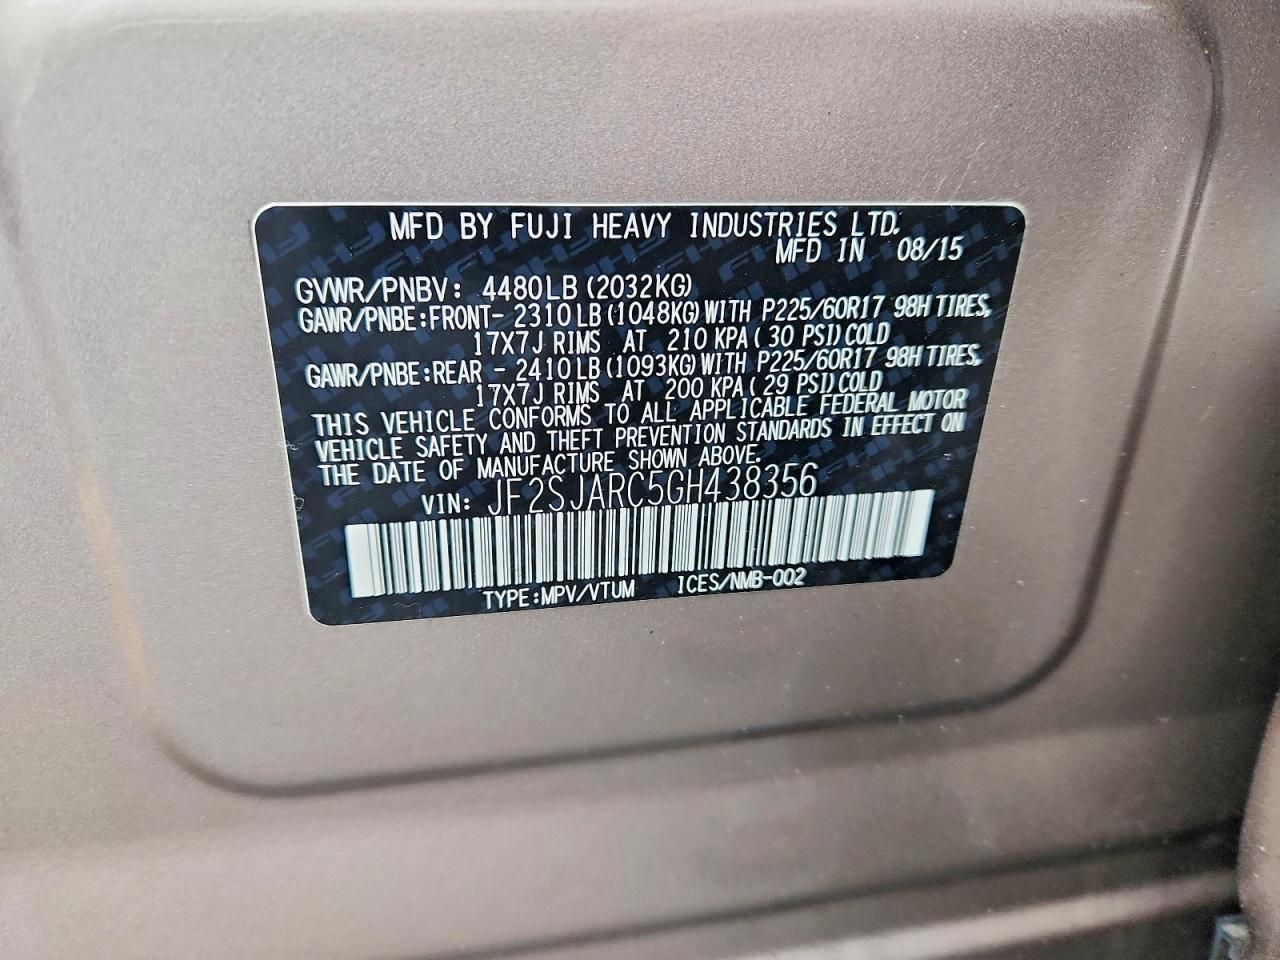 MFD BY FUJI HEAVY INDUSTRIES LTD.
MFD IN 08/15
GVWR/PNBV: 4480LB (2032KG)
GAWR/PNBE:FRONT- 2310LB (1048KG) WITH P225/60R17 98H TIRES,
17X7J RIMS AT 210 KPA ( 30 PSI) COLD
GAWR/PNBE:REAR - 2410LB (1093KG) WITH P225/60R17 98H TIRES,
17X7J RIMS AT 200 KPA ( 29 PSI) COLD
THIS VEHICLE CONFORMS TO ALL APPLICABLE FEDERAL MOTOR
VEHICLE SAFETY AND THEFT PREVENTION STANDARDS IN EFFECT ON
THE DATE OF MANUFACTURE SHOWN ABOVE.
VIN: JF2SJARC5GH438356
TYPE:MPV/VTUM ICES/NMB-002